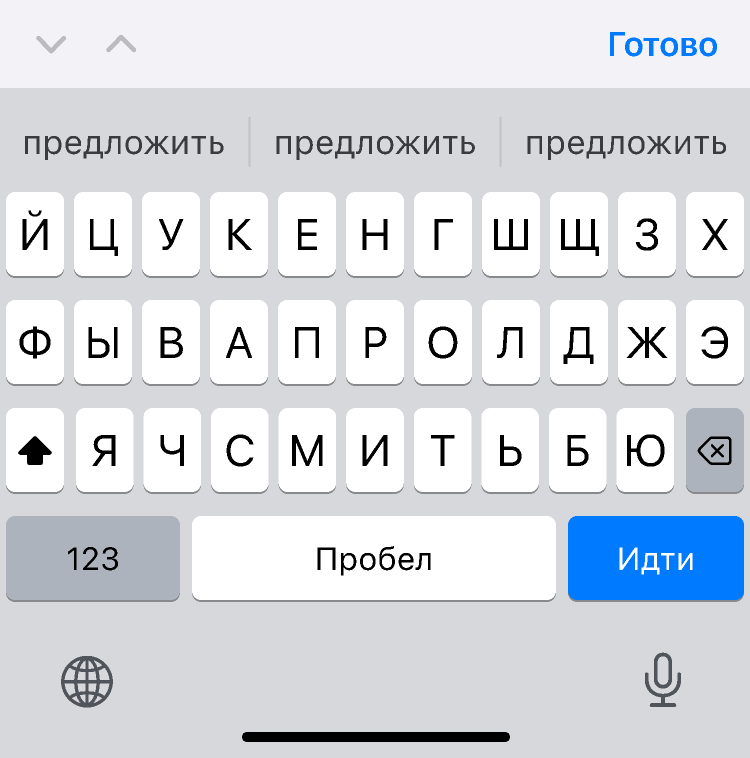 Готово
предложить предложить предложить
Й Ц У К Е Н Г Ш Щ З Х
Ф Ы В А П Р О Л Д Ж Э
Я Ч С М И Т Ь Б Ю
123 Пробел Идти